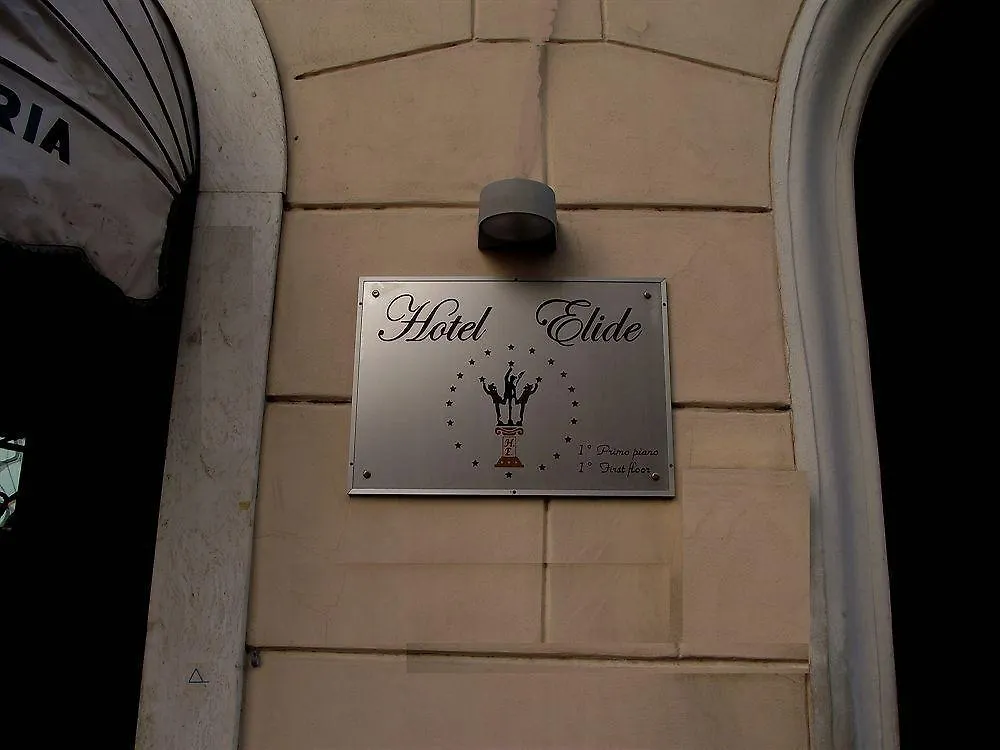 RIA
Hotel Elide
H
E
1° Primo piano
1° First floor